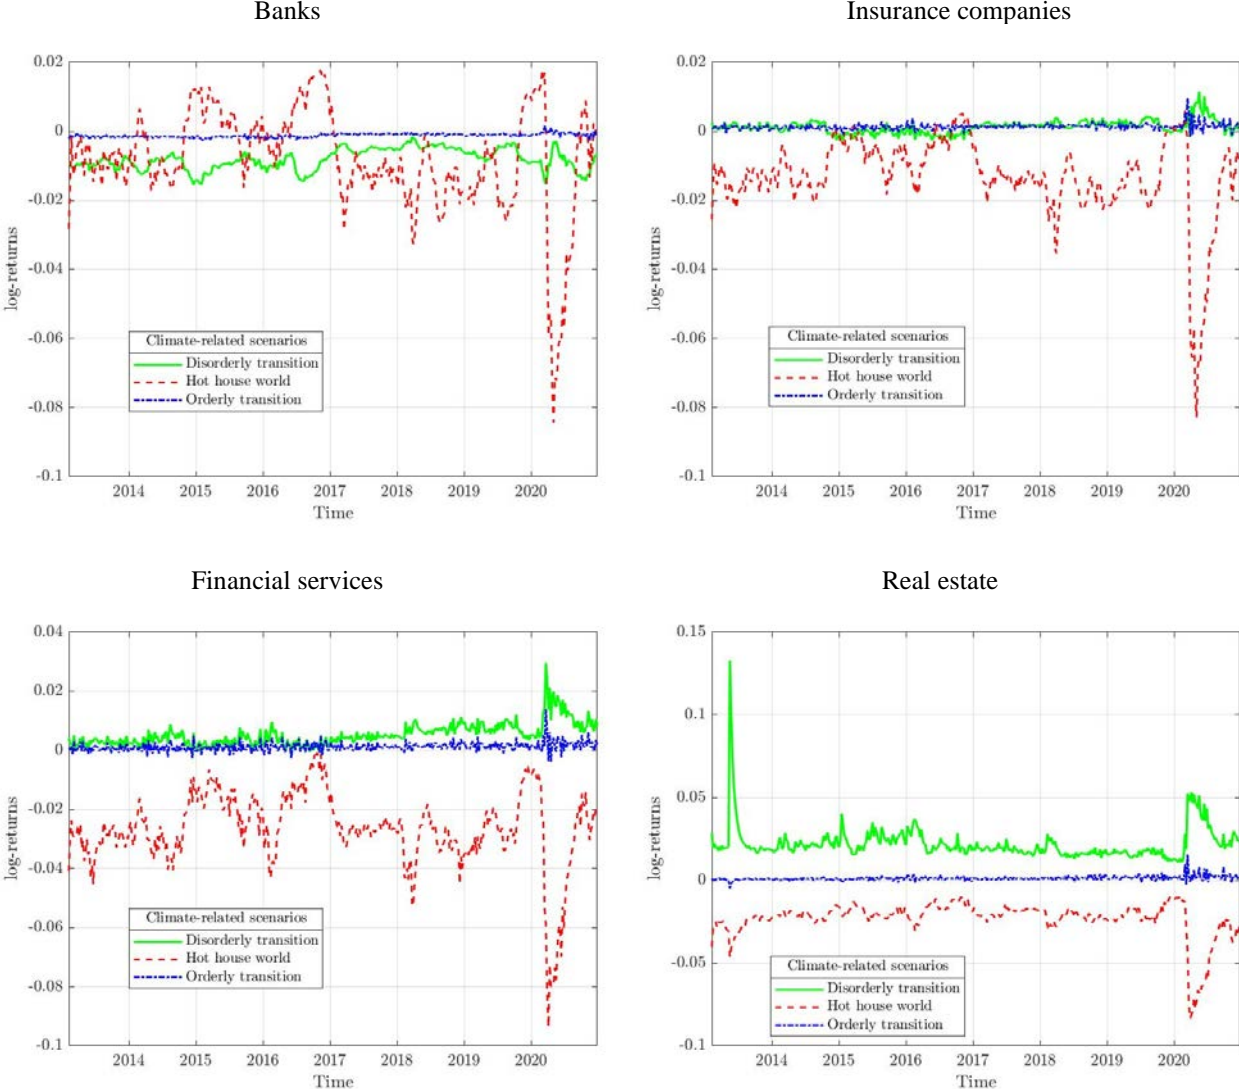 Banks
Insurance companies
0.02
0
-0.02
-0.04
-0.06
-0.08
-0.1
log-returns
Climate-related scenarios
Disorderly transition
Hot house world
Orderly transition
2014 2015 2016 2017 2018 2019 2020
Time
0.02
0
-0.02
-0.04
-0.06
-0.08
-0.1
log-returns
Climate-related scenarios
Disorderly transition
Hot house world
Orderly transition
2014 2015 2016 2017 2018 2019 2020
Time
Financial services
Real estate
0.04
0.02
0
-0.02
-0.04
-0.06
-0.08
-0.1
log-returns
Climate-related scenarios
Disorderly transition
Hot house world
Orderly transition
2014 2015 2016 2017 2018 2019 2020
Time
0.15
0.1
0.05
0
-0.05
-0.1
log-returns
Climate-related scenarios
Disorderly transition
Hot house world
Orderly transition
2014 2015 2016 2017 2018 2019 2020
Time